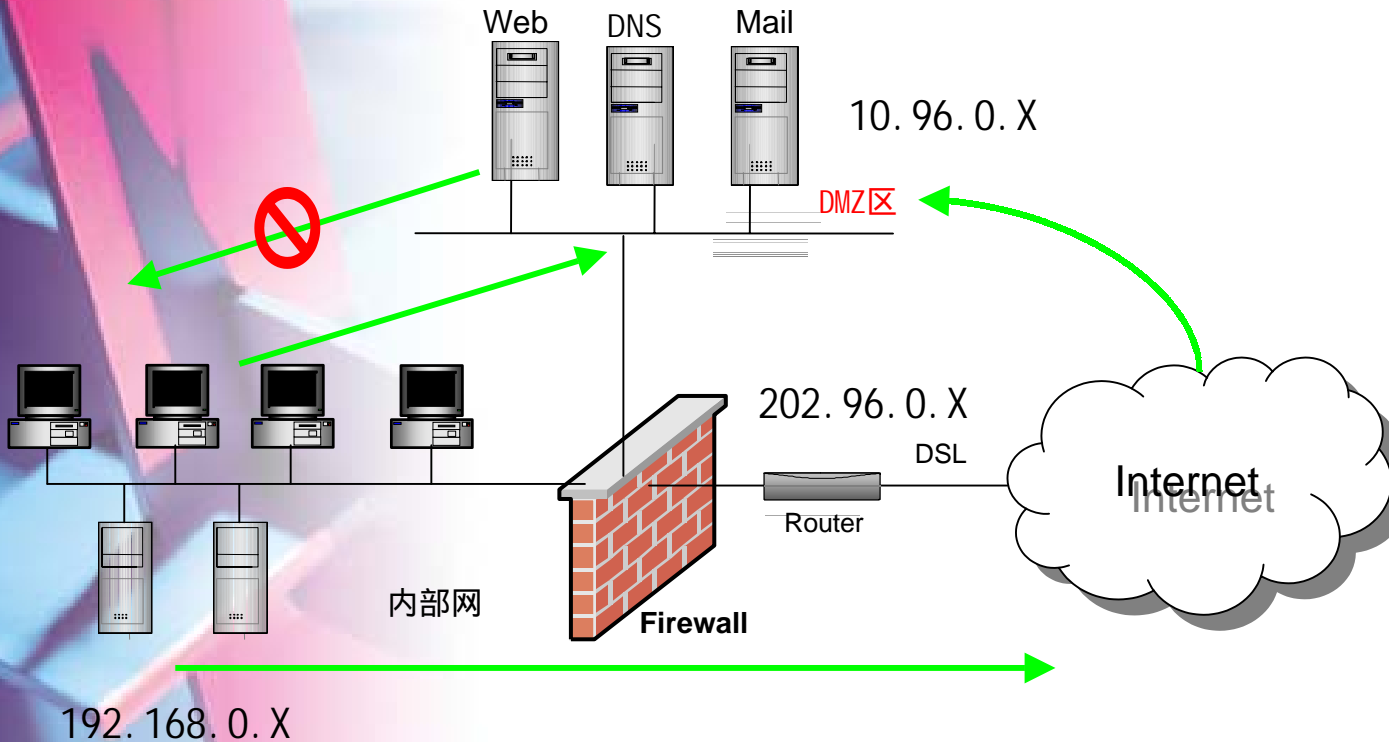 Web
DNS
Mail
10.96.0.X
DMZ区
202.96.0.X
DSL
Internet
Router
内部网
Firewall
192.168.0.X